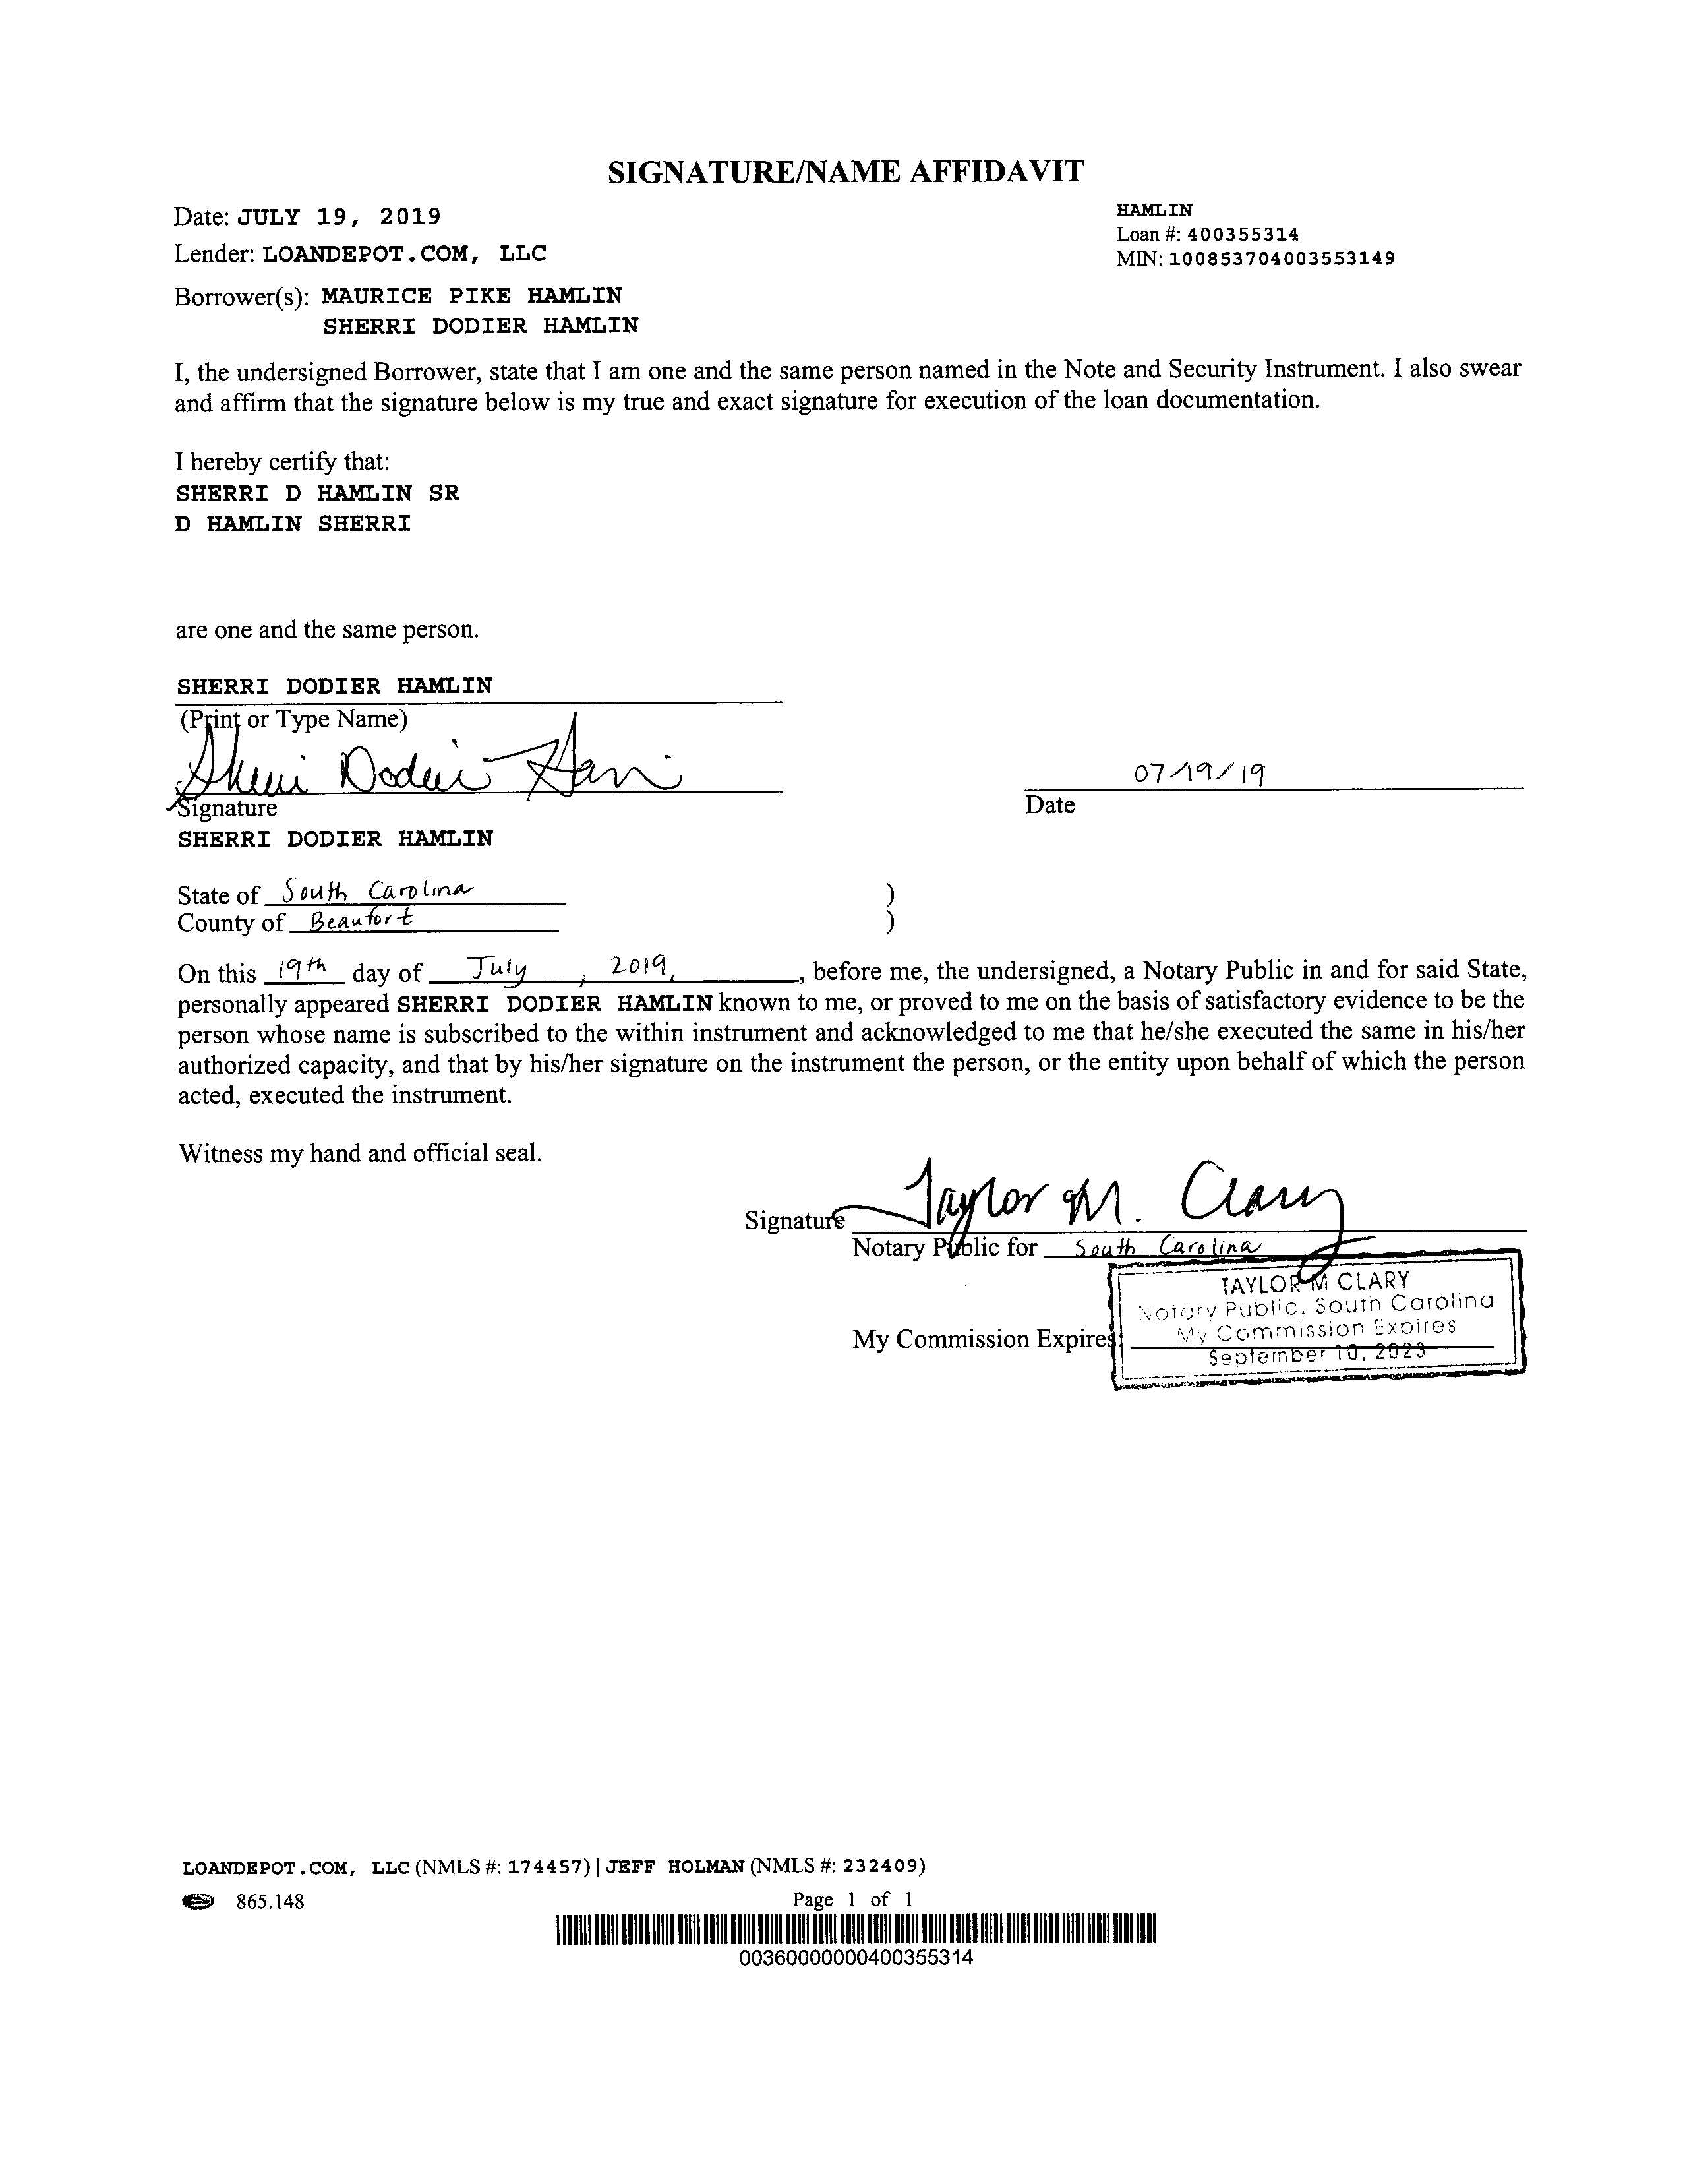 SIGNATURE/NAME AFFIDAVIT
Date: JULY 19, 2019
HAMLIN
Loan #: 400355314
MIN: 100853704003553149
Lender: LOANDEPOT.COM, LLC
Borrower(s): MAURICE PIKE HAMLIN
SHERRI DODIER HAMLIN
I, the undersigned Borrower, state that I am one and the same person named in the Note and Security Instrument. I also swear
and affirm that the signature below is my true and exact signature for execution of the loan documentation.
I hereby certify that:
SHERRI D HAMLIN SR
D HAMLIN SHERRI
are one and the same person.
SHERRI DODIER HAMLIN
(Print or Type Name)
Sherri Dodier Ham
07/19/19
Signature
Date
SHERRI DODIER HAMLIN
State of South Carolina )
County of Beaufort )
On this 19th day of July, 2019, , before me, the undersigned, a Notary Public in and for said State,
personally appeared SHERRI DODIER HAMLIN known to me, or proved to me on the basis of satisfactory evidence to be the
person whose name is subscribed to the within instrument and acknowledged to me that he/she executed the same in his/her
authorized capacity, and that by his/her signature on the instrument the person, or the entity upon behalf of which the person
acted, executed the instrument.
Witness my hand and official seal.
Signature Taylor M. Clary
Notary Public for South Carolina
TAYLOR M CLARY
Notary Public, South Carolina
My Commission Expires
September 10, 2023
My Commission Expires:
LOANDEPOT.COM, LLC (NMLS #: 174457) | JEFF HOLMAN (NMLS #: 232409)
865.148
Page 1 of 1
00360000000400355314